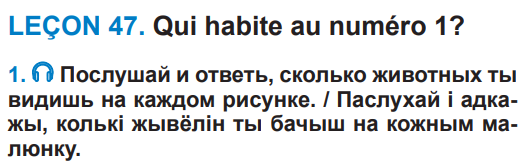 LEÇON 47. Qui habite au numéro 1?
1. Послушай и ответь, сколько животных ты
видишь на каждом рисунке. / Паслухай і адка-
жы, колькі жывёлін ты бачыш на кожным ма-
люнку.